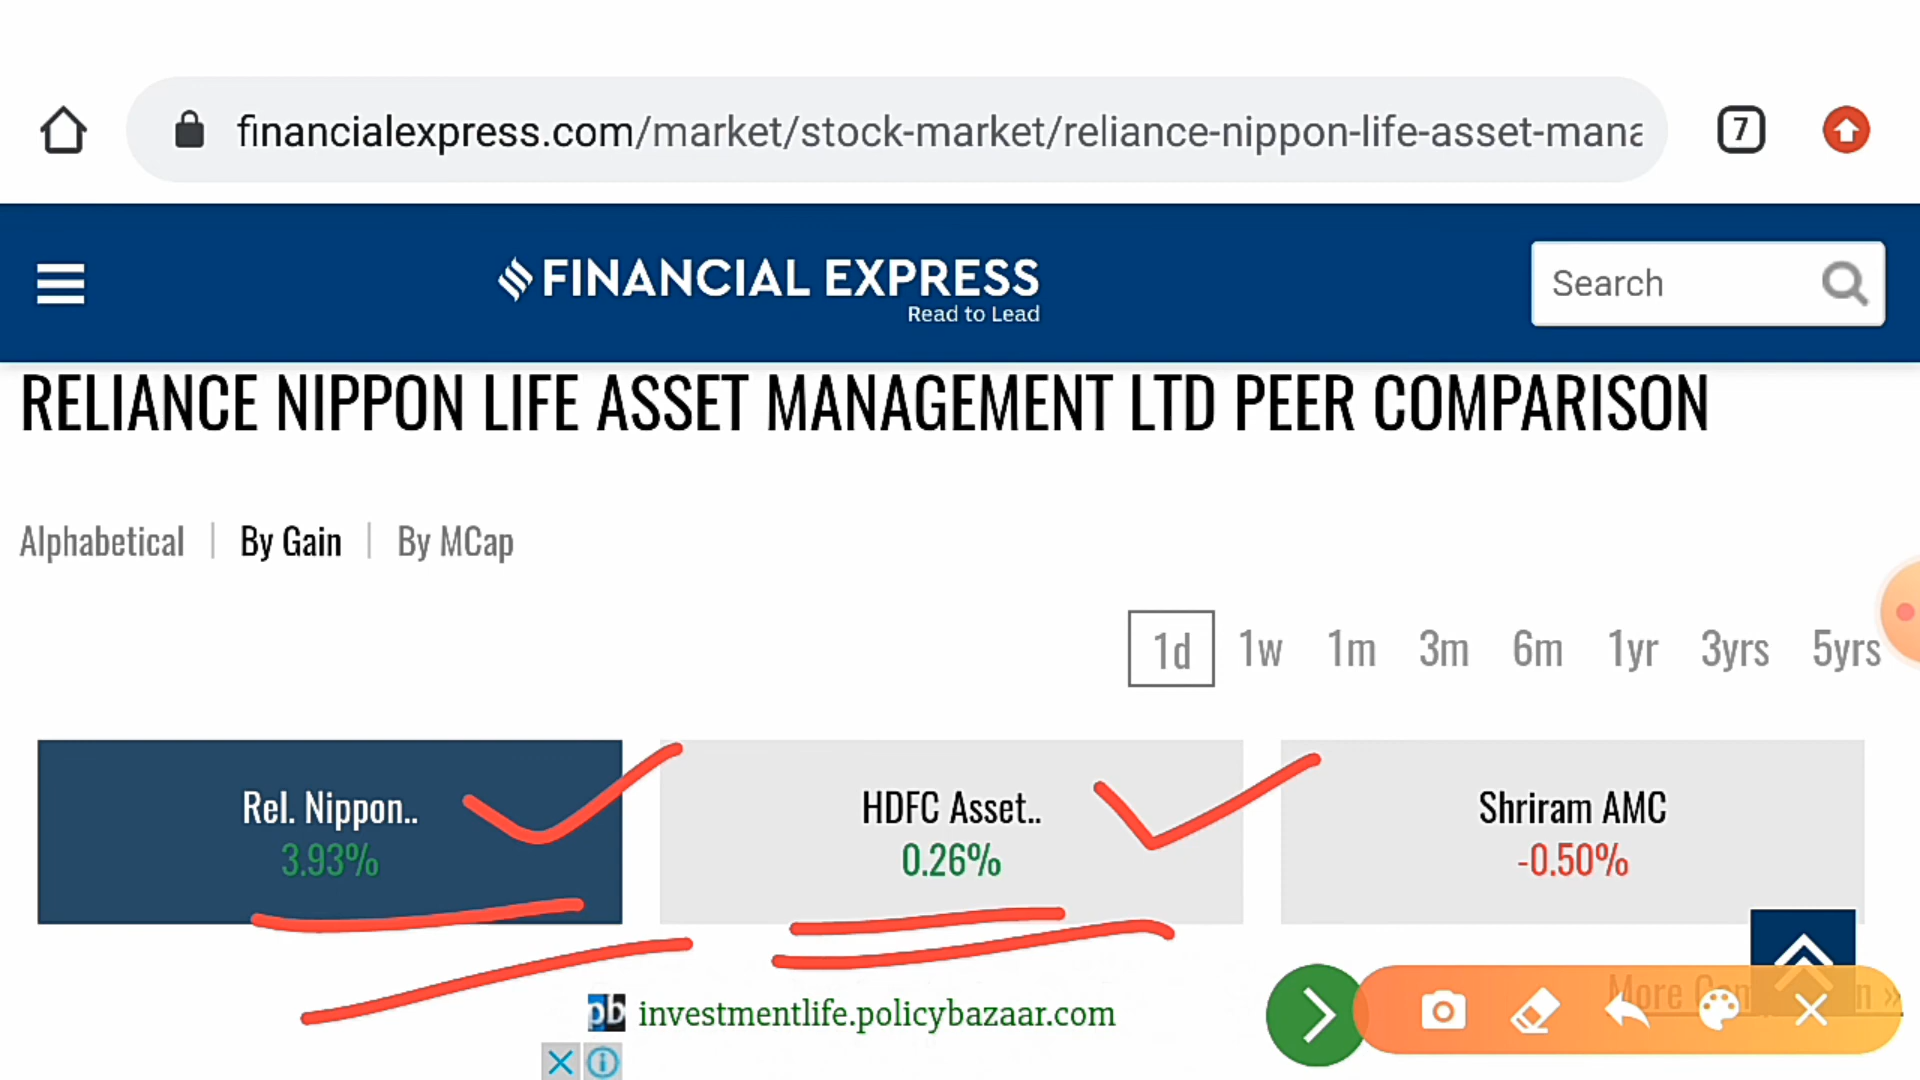 financialexpress.com/market/stock-market/reliance-nippon-life-asset-mana
7
FINANCIAL EXPRESS
Read to Lead
Search
RELIANCE NIPPON LIFE ASSET MANAGEMENT LTD PEER COMPARISON
Alphabetical | By Gain | By MCap
1d 1w 1m 3m 6m 1yr 3yrs 5yrs
Rel. Nippon..
3.93%
HDFC Asset..
0.26%
Shriram AMC
-0.50%
More
pb investmentlife.policybazaar.com